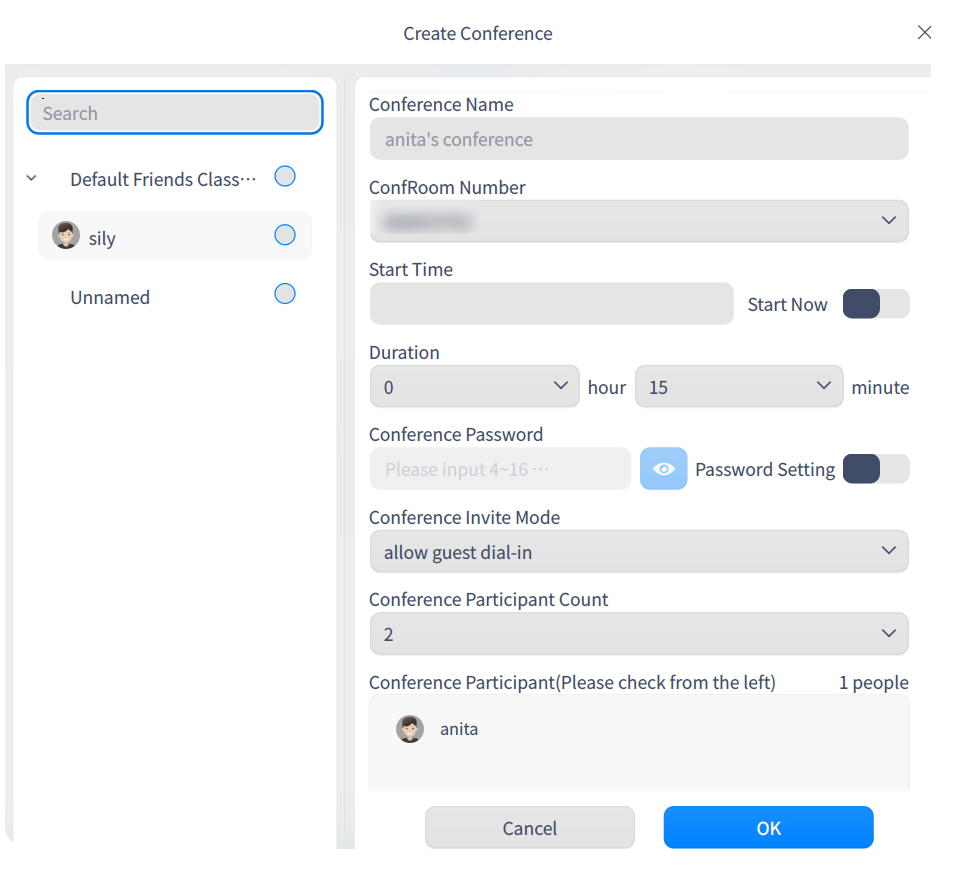 Create Conference
Search
Default Friends Class···
sily
Unnamed
Conference Name
anita's conference
ConfRoom Number
Start Time
Start Now
Duration
0 hour 15 minute
Conference Password
Please input 4~16 ··· Password Setting
Conference Invite Mode
allow guest dial-in
Conference Participant Count
2
Conference Participant(Please check from the left) 1 people
anita
Cancel OK